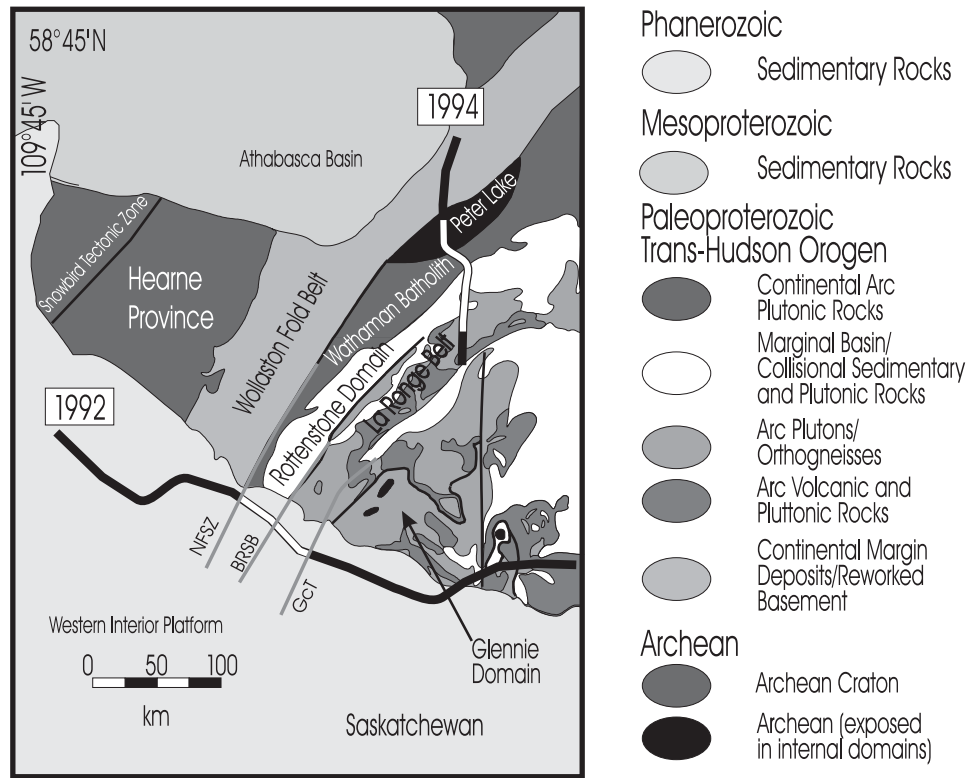 58°45'N
109°45' W
1994
Athabasca Basin
Peter Lake
Snowbird Tectonic Zone
Hearne
Province
Wollaston Fold Belt
Wathaman Batholith
Rottenstone Domain
La Ronge Belt
1992
NFSZ
BRSB
GcT
Western Interior Platform
0 50 100
km
Glennie
Domain
Saskatchewan
Phanerozoic
Sedimentary Rocks
Mesoproterozoic
Sedimentary Rocks
Paleoproterozoic
Trans-Hudson Orogen
Continental Arc
Plutonic Rocks
Marginal Basin/
Collisional Sedimentary
and Plutonic Rocks
Arc Plutons/
Orthogneisses
Arc Volcanic and
Pluttonic Rocks
Continental Margin
Deposits/Reworked
Basement
Archean
Archean Craton
Archean (exposed
in internal domains)